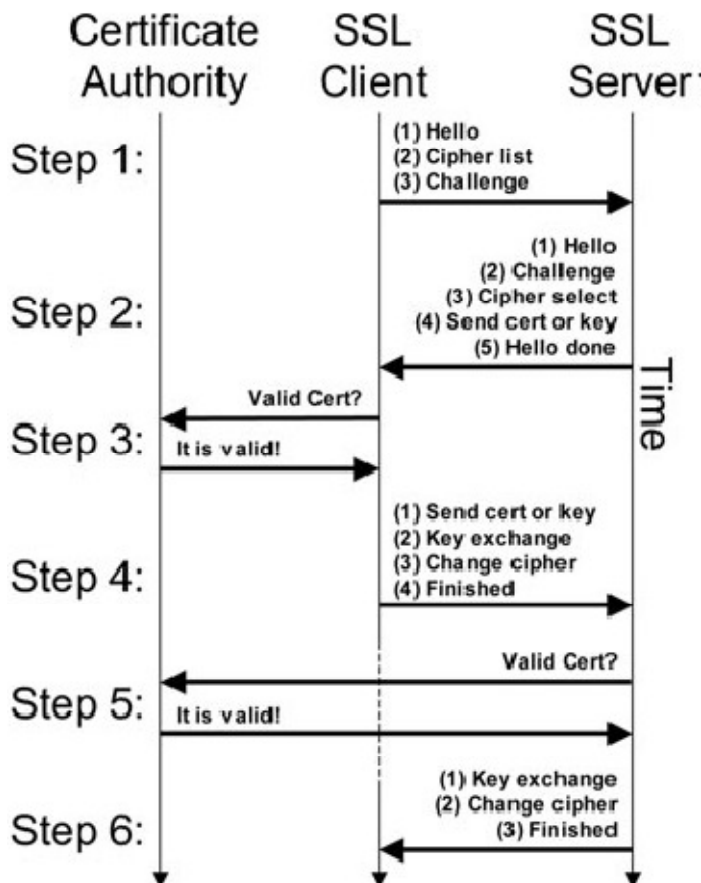 Certificate Authority
SSL Client
SSL Server
Step 1:
(1) Hello
(2) Cipher list
(3) Challenge
Step 2:
(1) Hello
(2) Challenge
(3) Cipher select
(4) Send cert or key
(5) Hello done
Time
Step 3:
Valid Cert?
It is valid!
Step 4:
(1) Send cert or key
(2) Key exchange
(3) Change cipher
(4) Finished
Step 5:
Valid Cert?
It is valid!
Step 6:
(1) Key exchange
(2) Change cipher
(3) Finished